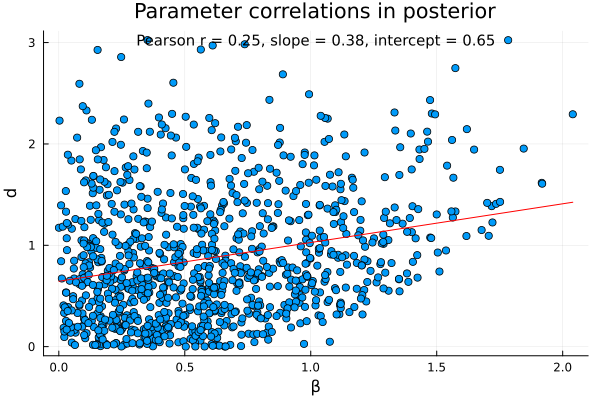 Parameter correlations in posterior
Pearson r = 0.25, slope = 0.38, intercept = 0.65
3
2
d
1
0
0.0 0.5 1.0 1.5 2.0
β